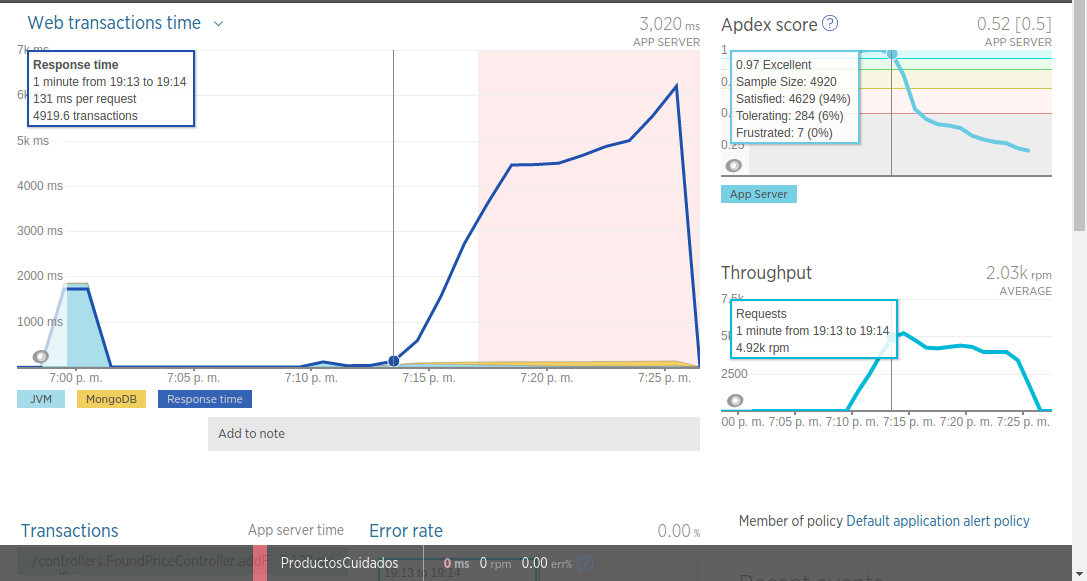 Web transactions time
3,020 ms
APP SERVER
7k ms
Response time
1 minute from 19:13 to 19:14
131 ms per request
4919.6 transactions
5k ms
4000 ms
3000 ms
2000 ms
1000 ms
7:00 p. m.
7:05 p. m.
7:10 p. m.
7:15 p. m.
7:20 p. m.
7:25 p. m.
JVM
MongoDB
Response time
Add to note
Apdex score ?
0.52 [0.5]
APP SERVER
1
0.97 Excellent
Sample Size: 4920
Satisfied: 4629 (94%)
Tolerating: 284 (6%)
Frustrated: 7 (0%)
0.25
App Server
Throughput
2.03k rpm
AVERAGE
7.5k
Requests
1 minute from 19:13 to 19:14
4.92k rpm
2500
00 p. m. 7:05 p. m. 7:10 p. m. 7:15 p. m. 7:20 p. m. 7:25 p. m.
Transactions
App server time
Error rate
0.00 %
Member of policy Default application alert policy
/controllers.FoundPriceController.addF
ProductosCuidados
0 ms 0 rpm 0.00 err% ?
19:13 to 19:14
Recent events